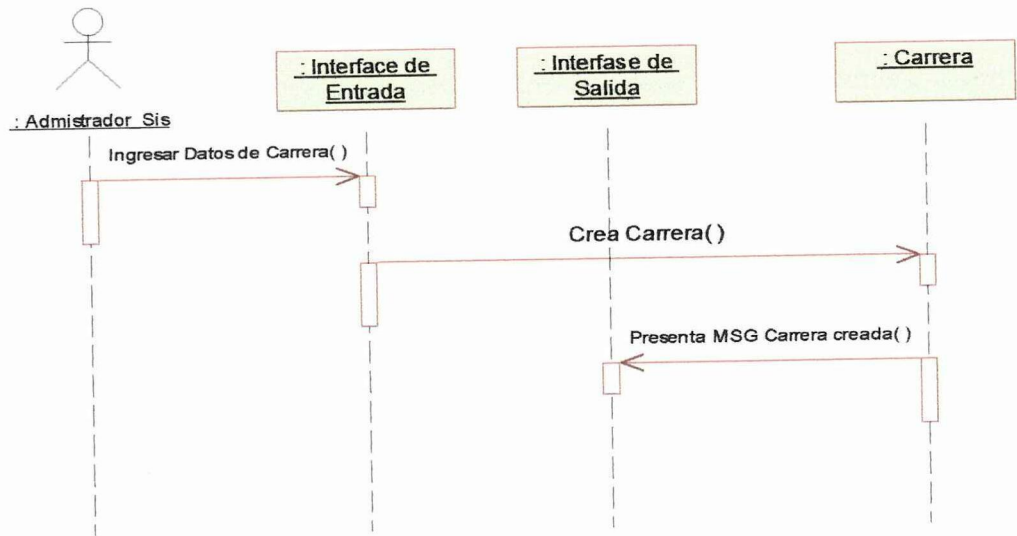 : Interface de
Entrada
: Interfase de
Salida
: Carrera
: Admistrador Sis
Ingresar Datos de Carrera( )
Crea Carrera( )
Presenta MSG Carrera creada( )